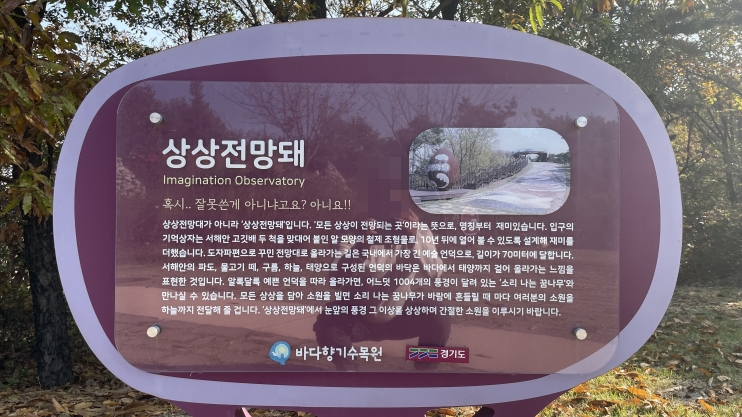 상상전망돼
Imagination Observatory
혹시.. 잘못쓴게 아니냐고요? 아니요!!
상상전망대가 아니라 '상상전망돼'입니다. '모든 상상이 전망되는 곳'이라는 뜻으로, 명칭부터 재미있습니다. 입구의
기억상자는 서해안 고깃배 두 척을 맞대어 붙인 알 모양의 철제 조형물로, 10년 뒤에 열어 볼 수 있도록 설계해 재미를
더했습니다. 도자파편으로 꾸민 전망대로 올라가는 길은 국내에서 가장 긴 예술 언덕으로, 길이가 70미터에 달합니다.
서해안의 파도, 물고기 떼, 구름, 하늘, 태양으로 구성된 언덕의 바닥은 바다에서 태양까지 걸어 올라가는 느낌을
표현한 것입니다. 알록달록 예쁜 언덕을 따라 올라가면, 어느덧 1004개의 풍경이 달려 있는 '소리 나는 꿈나무'와
만나실 수 있습니다. 모든 상상을 담아 소원을 빌면 소리 나는 꿈나무가 바람에 흔들릴 때 마다 여러분의 소원을
하늘까지 전달해 줄 겁니다. '상상전망돼'에서 눈앞의 풍경 그 이상을 상상하며 간절한 소원을 이루시기 바랍니다.
바다향기수목원 경기도